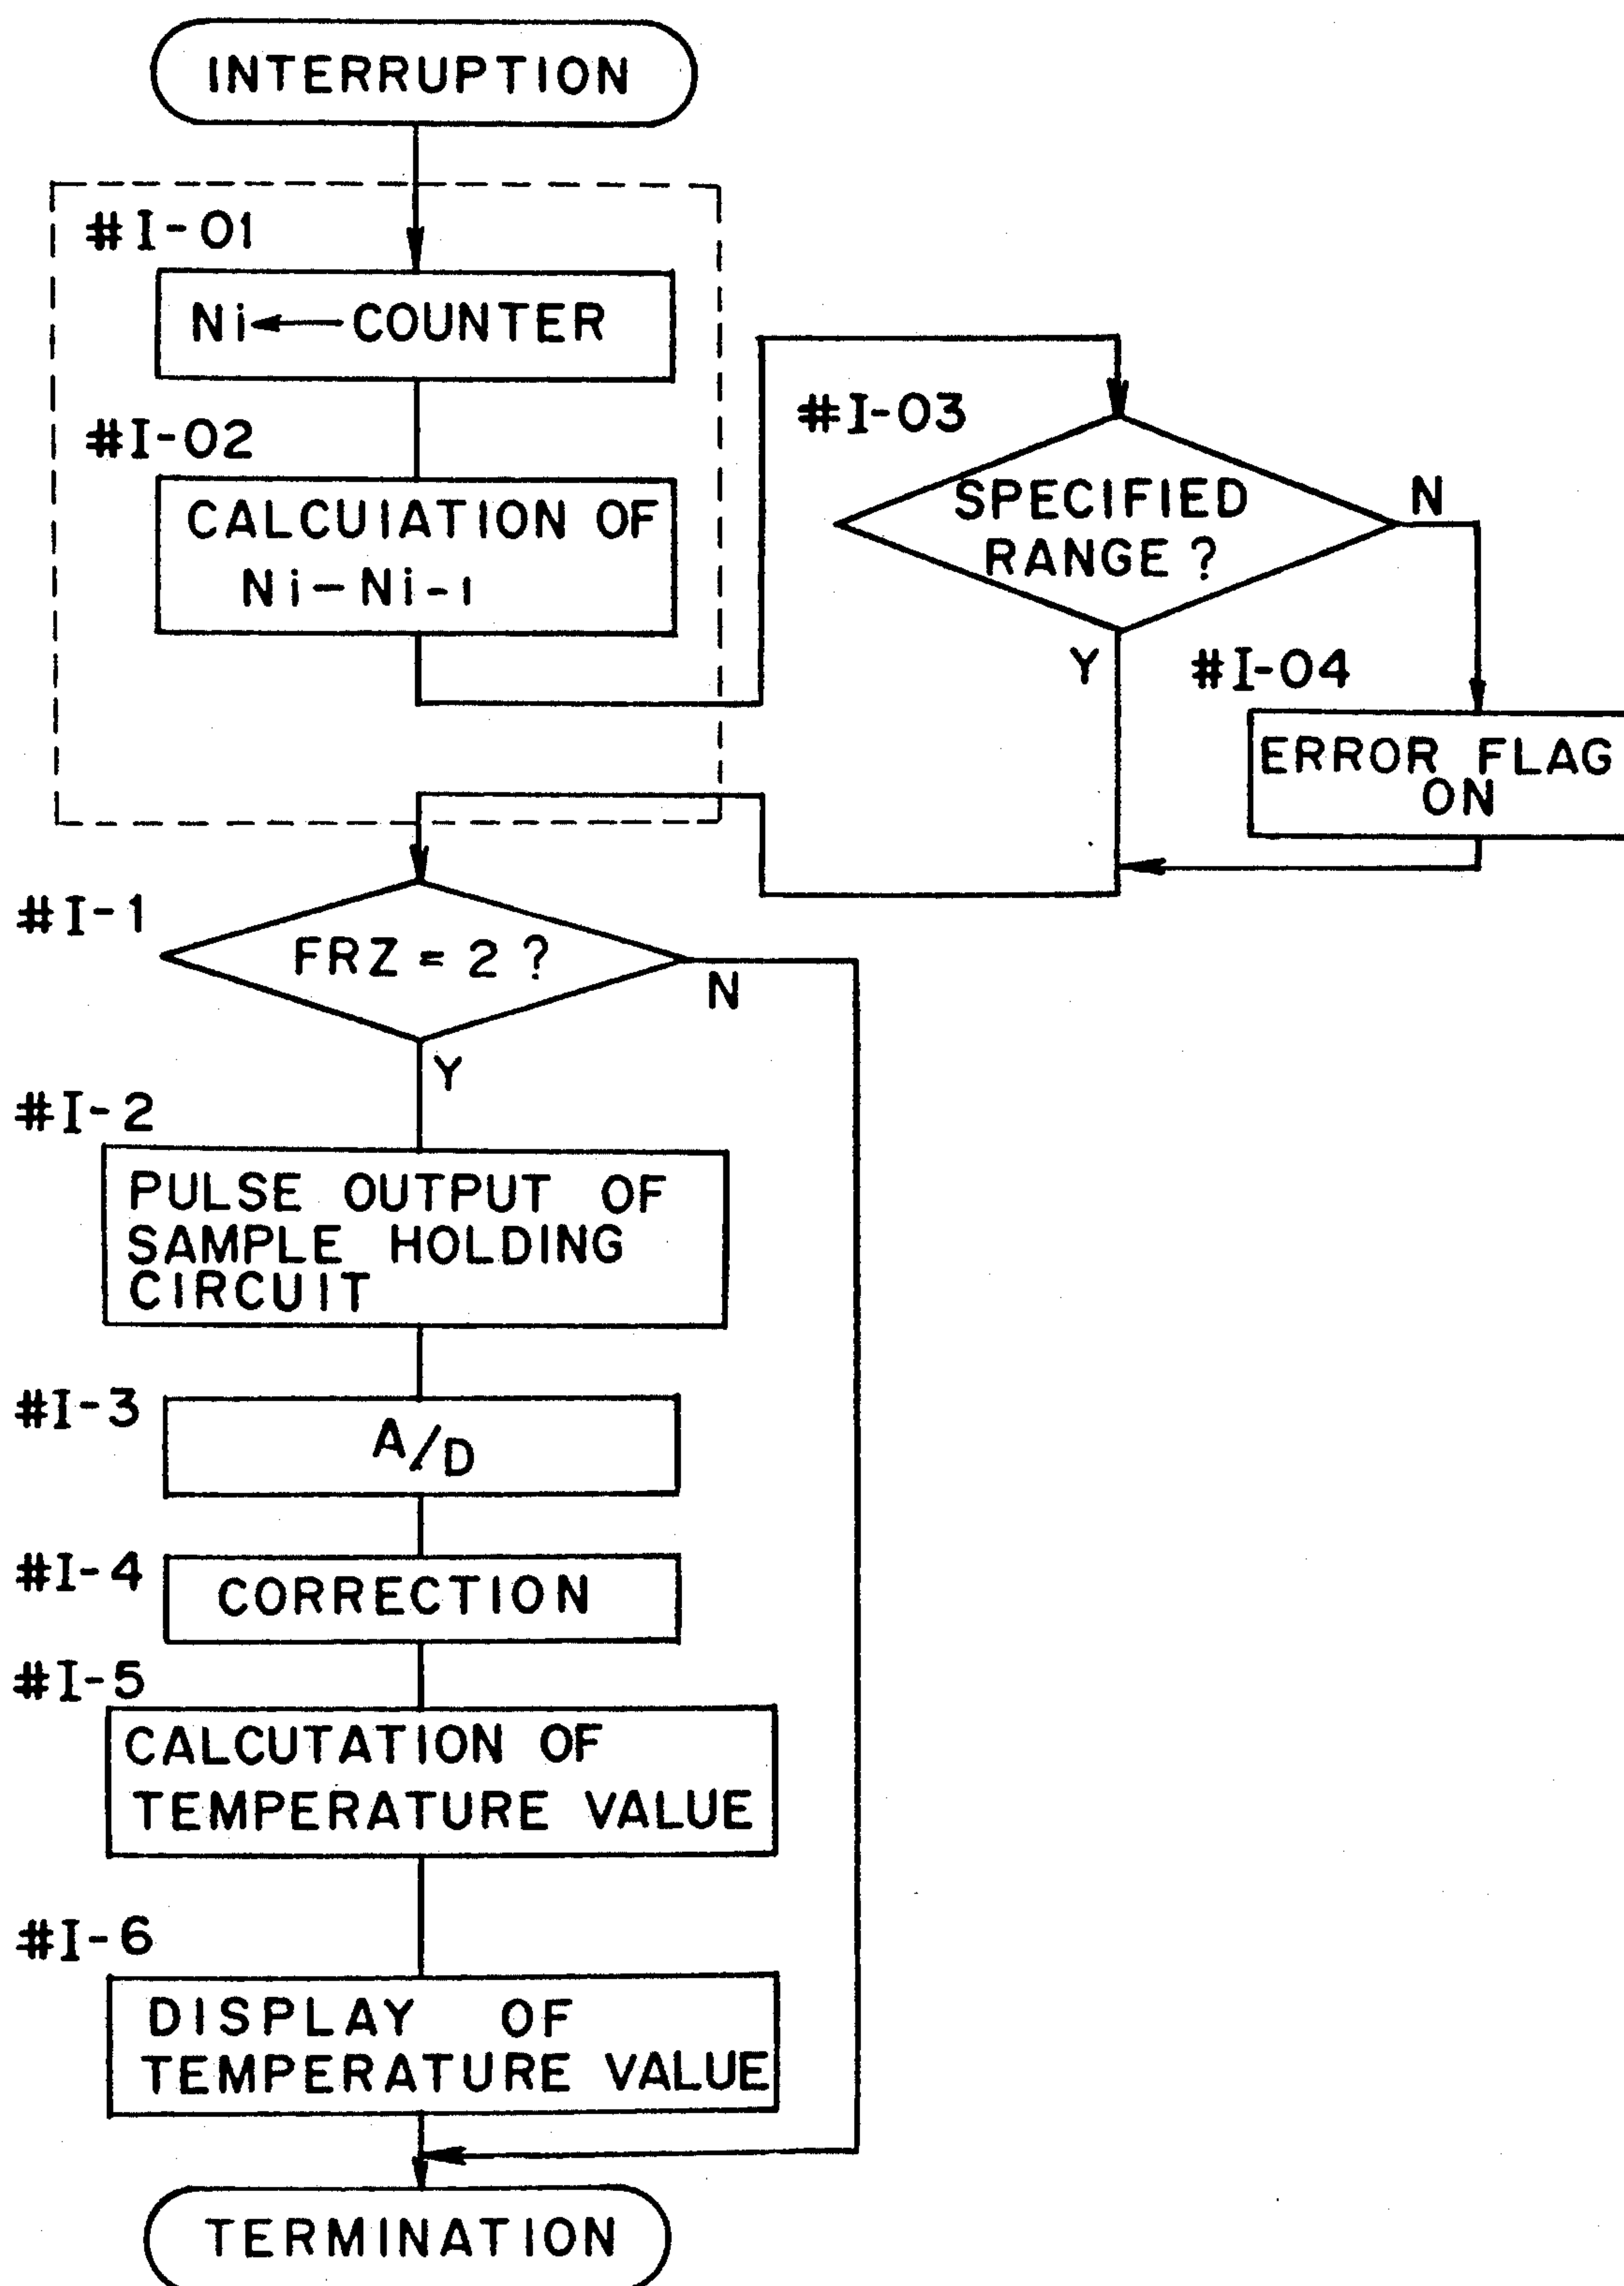 INTERRUPTION
#I-01
Ni←COUNTER
#I-02
CALCUIATION OF
Ni-Ni-1
#I-03
SPECIFIED
RANGE ?
N
Y
#I-04
ERROR FLAG
ON
#I-1
FRZ = 2 ?
N
Y
#I-2
PULSE OUTPUT OF
SAMPLE HOLDING
CIRCUIT
#I-3
A/D
#I-4
CORRECTION
#I-5
CALCUTATION OF
TEMPERATURE VALUE
#I-6
DISPLAY OF
TEMPERATURE VALUE
TERMINATION